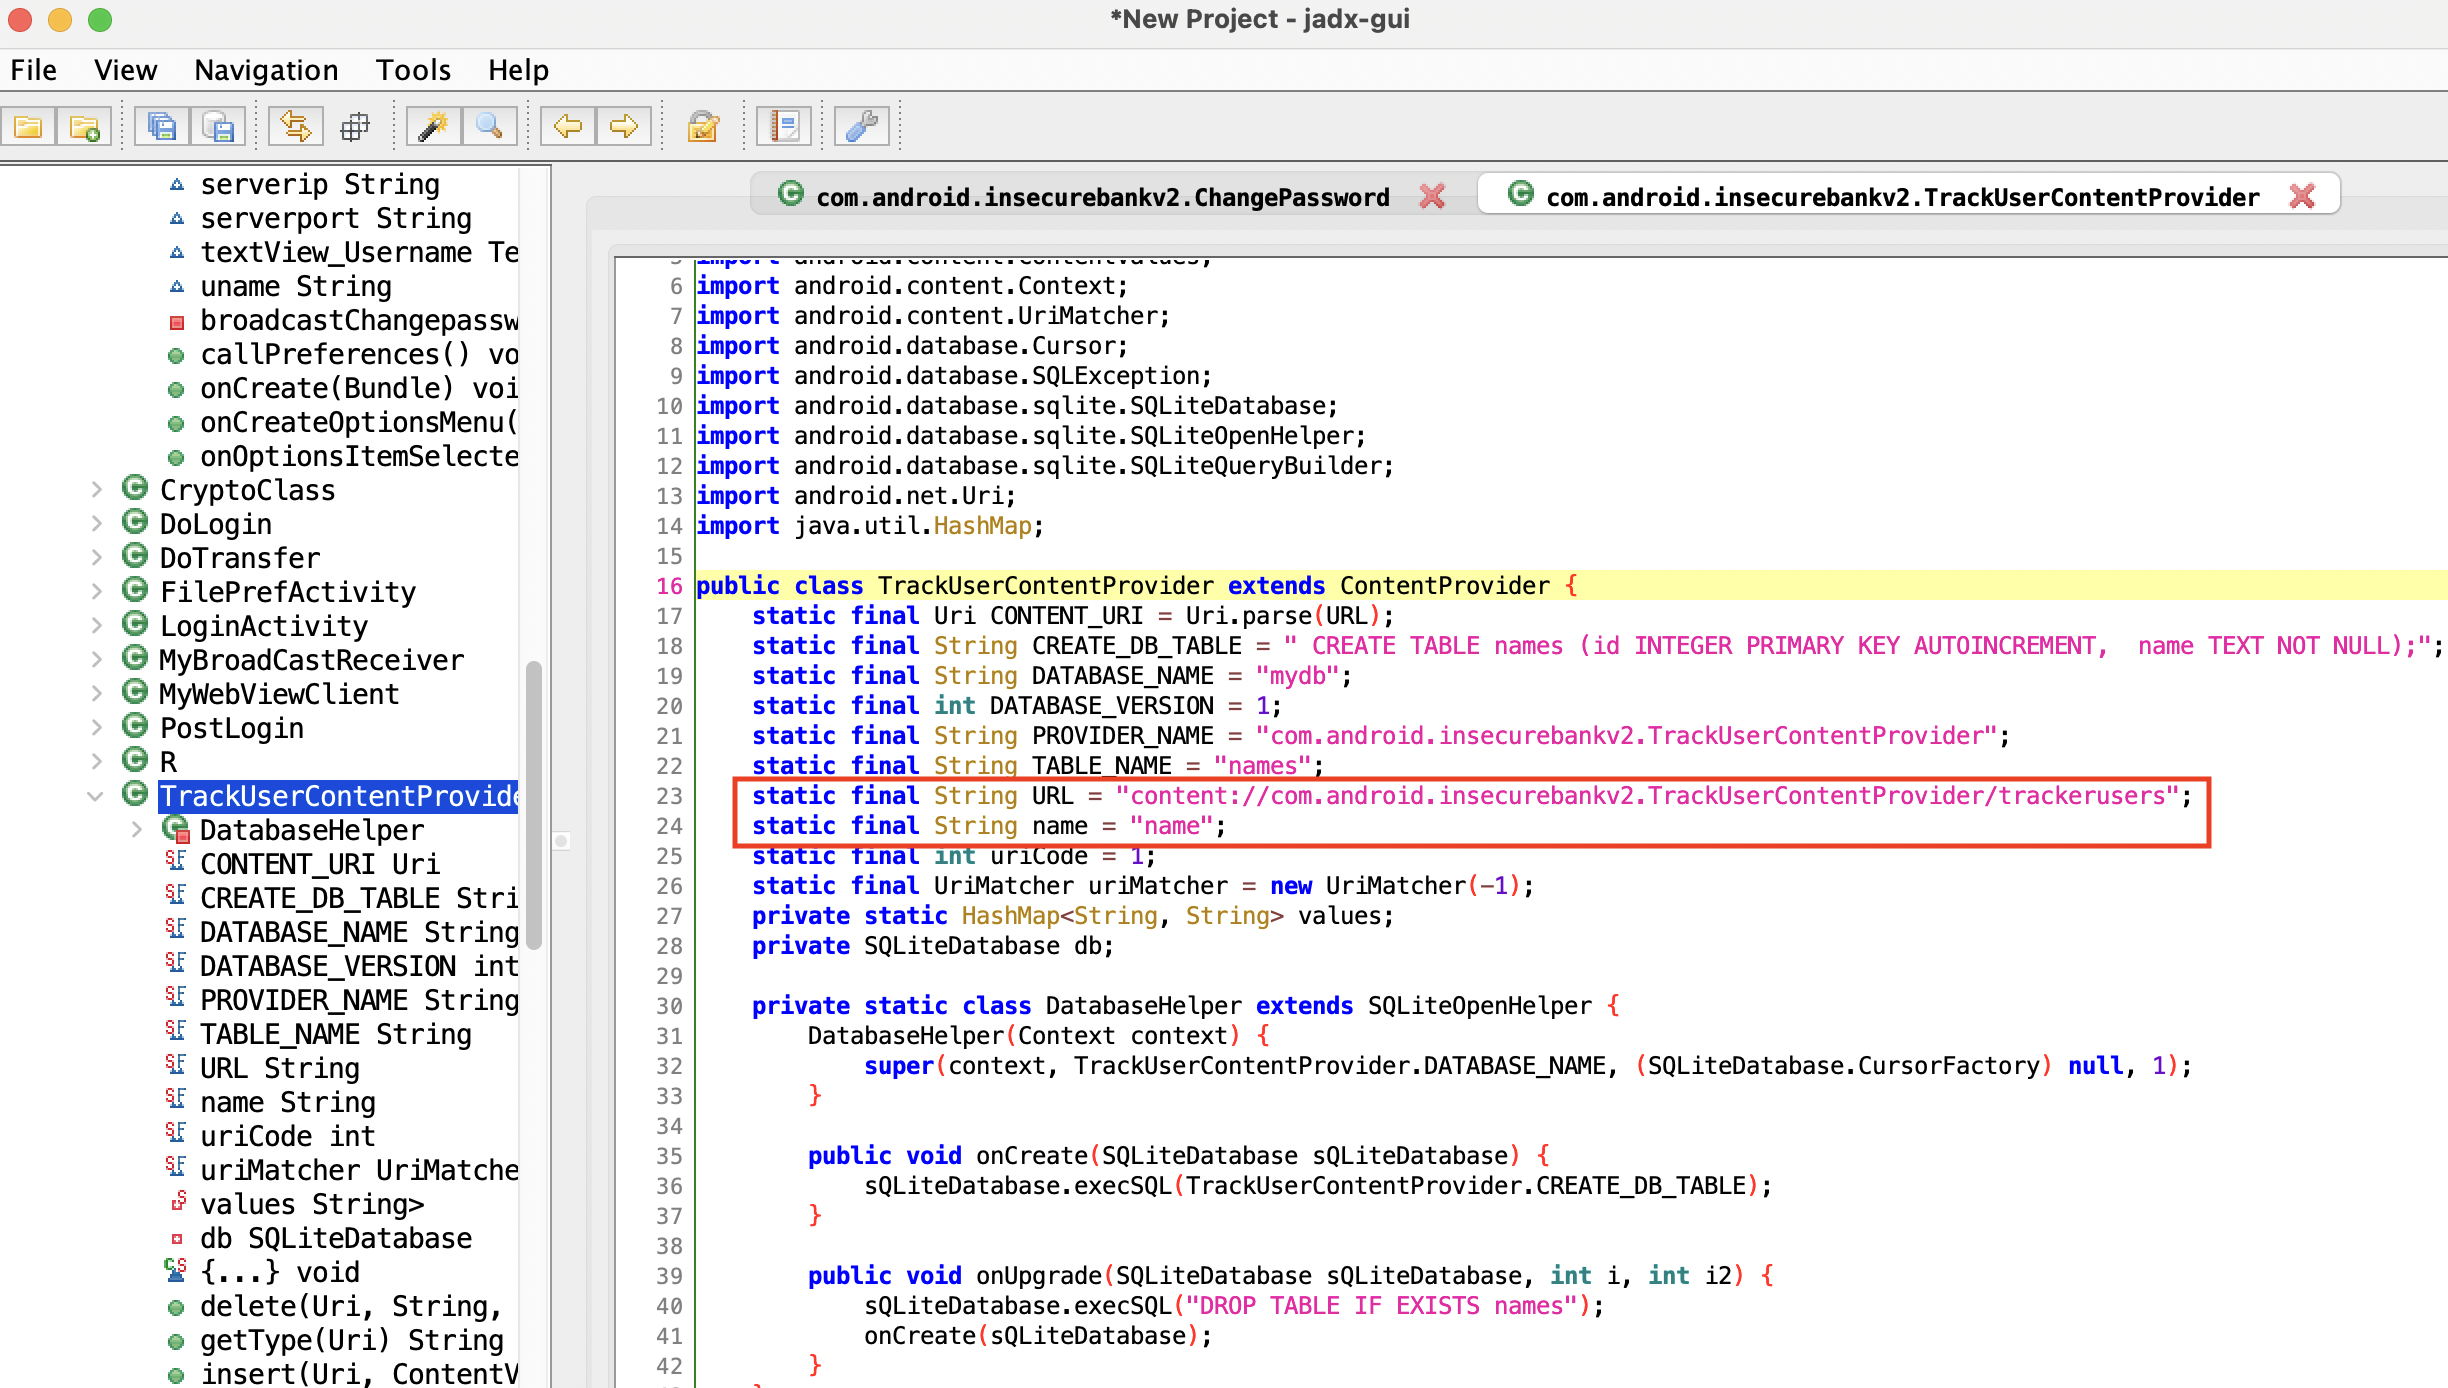 *New Project - jadx-gui
File View Navigation Tools Help
serverip String
serverport String
textView_Username Te
uname String
broadcastChangepassw
callPreferences() vo
onCreate(Bundle) voi
onCreateOptionsMenu(
onOptionsItemSelecte
CryptoClass
DoLogin
DoTransfer
FilePrefActivity
LoginActivity
MyBroadCastReceiver
MyWebViewClient
PostLogin
R
TrackUserContentProvide
DatabaseHelper
CONTENT_URI Uri
CREATE_DB_TABLE Stri
DATABASE_NAME String
DATABASE_VERSION int
PROVIDER_NAME String
TABLE_NAME String
URL String
name String
uriCode int
uriMatcher UriMatche
values String>
db SQLiteDatabase
{...} void
delete(Uri, String,
getType(Uri) String
insert(Uri, ContentV
com.android.insecurebankv2.ChangePassword com.android.insecurebankv2.TrackUserContentProvider
5 import android.content.ContentValues;
6 import android.content.Context;
7 import android.content.UriMatcher;
8 import android.database.Cursor;
9 import android.database.SQLException;
10 import android.database.sqlite.SQLiteDatabase;
11 import android.database.sqlite.SQLiteOpenHelper;
12 import android.database.sqlite.SQLiteQueryBuilder;
13 import android.net.Uri;
14 import java.util.HashMap;
15
16 public class TrackUserContentProvider extends ContentProvider {
17 static final Uri CONTENT_URI = Uri.parse(URL);
18 static final String CREATE_DB_TABLE = " CREATE TABLE names (id INTEGER PRIMARY KEY AUTOINCREMENT,  name TEXT NOT NULL);";
19 static final String DATABASE_NAME = "mydb";
20 static final int DATABASE_VERSION = 1;
21 static final String PROVIDER_NAME = "com.android.insecurebankv2.TrackUserContentProvider";
22 static final String TABLE_NAME = "names";
23 static final String URL = "content://com.android.insecurebankv2.TrackUserContentProvider/trackerusers";
24 static final String name = "name";
25 static final int uriCode = 1;
26 static final UriMatcher uriMatcher = new UriMatcher(-1);
27 private static HashMap<String, String> values;
28 private SQLiteDatabase db;
29
30 private static class DatabaseHelper extends SQLiteOpenHelper {
31 DatabaseHelper(Context context) {
32 super(context, TrackUserContentProvider.DATABASE_NAME, (SQLiteDatabase.CursorFactory) null, 1);
33 }
34
35 public void onCreate(SQLiteDatabase sQLiteDatabase) {
36 sQLiteDatabase.execSQL(TrackUserContentProvider.CREATE_DB_TABLE);
37 }
38
39 public void onUpgrade(SQLiteDatabase sQLiteDatabase, int i, int i2) {
40 sQLiteDatabase.execSQL("DROP TABLE IF EXISTS names");
41 onCreate(sQLiteDatabase);
42 }